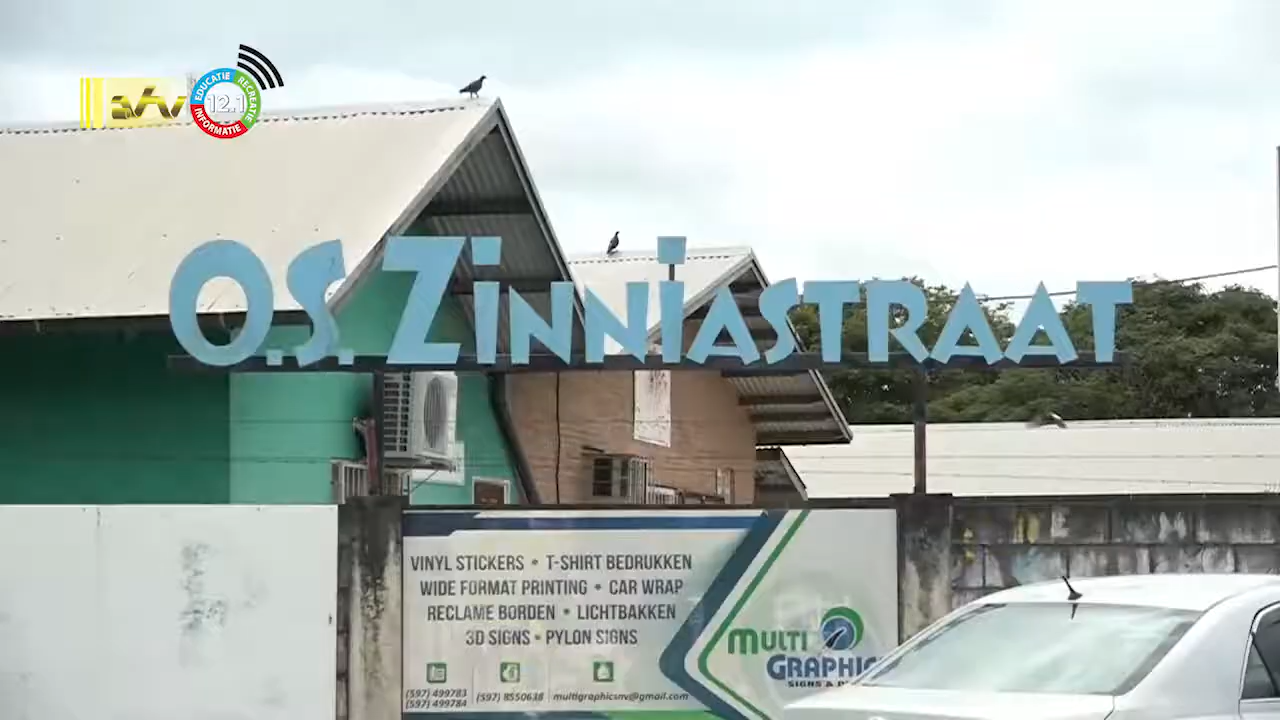 atv
EDUCATIE RECREATIE INFORMATIE
12.1
O.S. ZINNIASTRAAT
VINYL STICKERS • T-SHIRT BEDRUKKEN
WIDE FORMAT PRINTING • CAR WRAP
RECLAME BORDEN • LICHTBAKKEN
3D SIGNS • PYLON SIGNS
(597) 499783
(597) 499784
(597) 8550638
multigraphicsnv@gmail.com
MULTI
GRAPHIC
SIGNS &